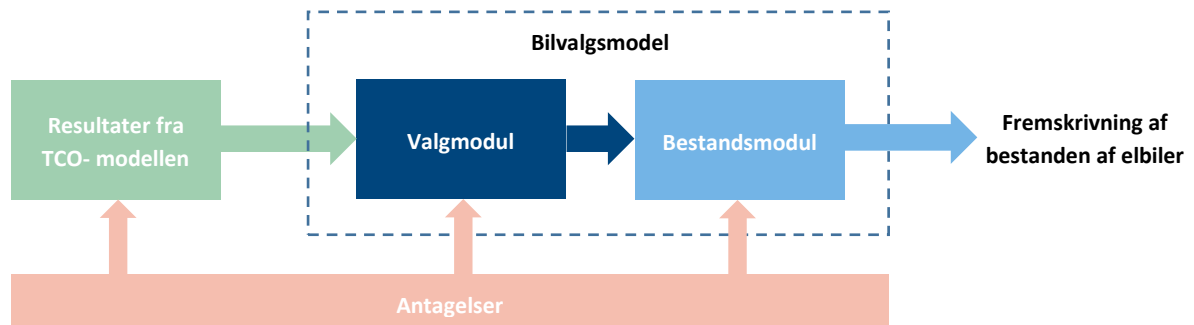 Bilvalgsmodel
Resultater fra
TCO- modellen
Valgmodul
Bestandsmodul
Fremskrivning af
bestanden af elbiler
Antagelser